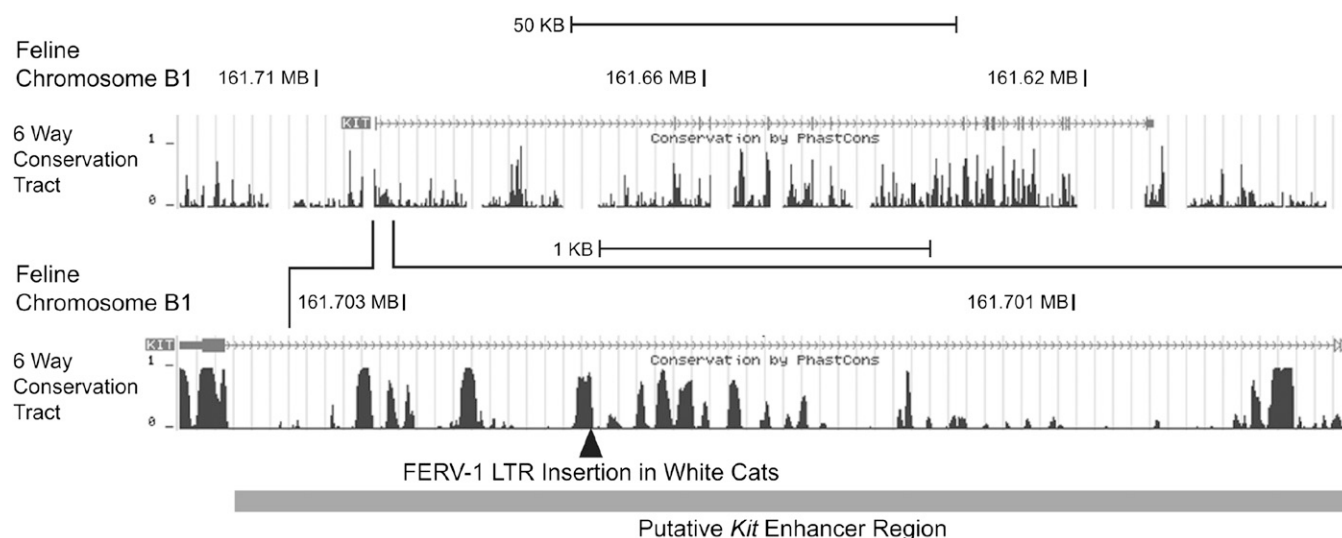 50 KB
Feline
Chromosome B1
161.71 MB
161.66 MB
161.62 MB
6 Way
Conservation
Tract
1
0
KIT
Conservation by PhastCons
1 KB
Feline
Chromosome B1
161.703 MB
161.701 MB
6 Way
Conservation
Tract
1
0
KIT
Conservation by PhastCons
FERV-1 LTR Insertion in White Cats
Putative Kit Enhancer Region